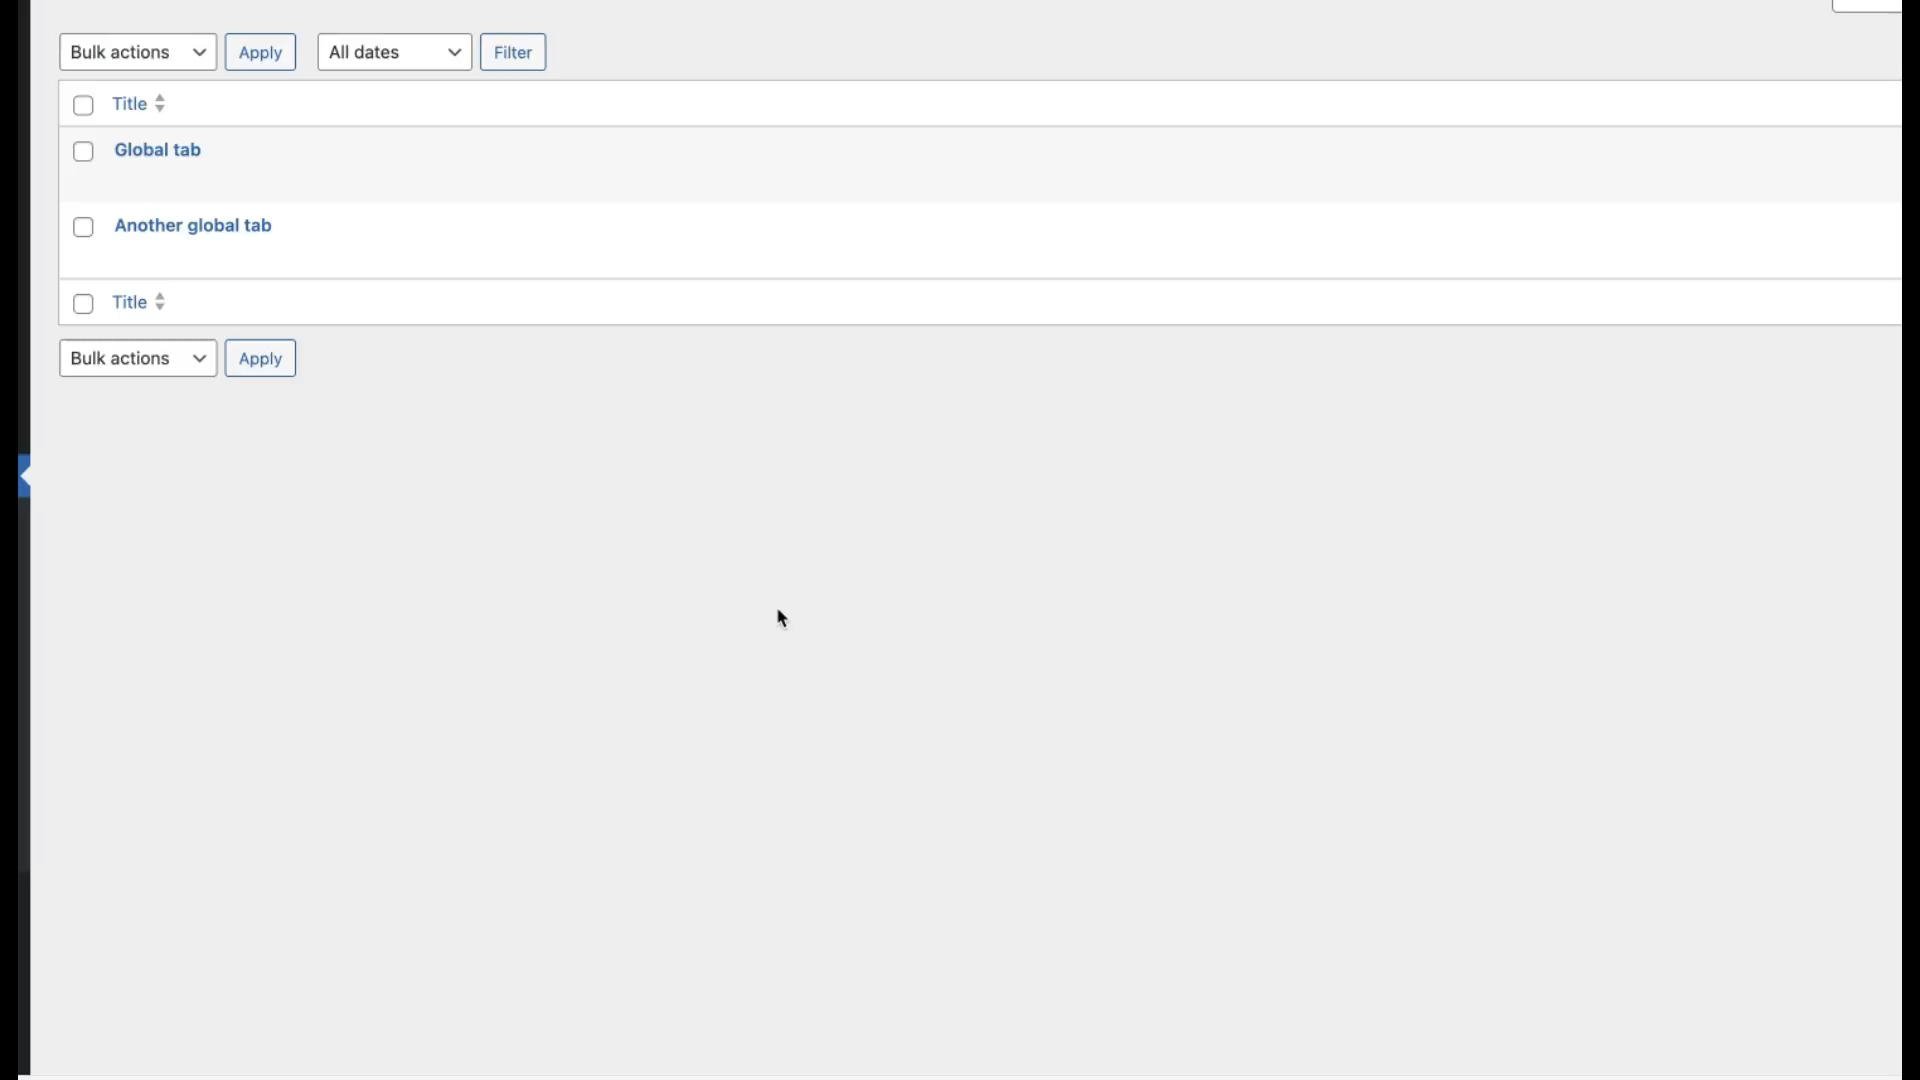 Bulk actions Apply All dates Filter
Title
Global tab
Another global tab
Title
Bulk actions Apply